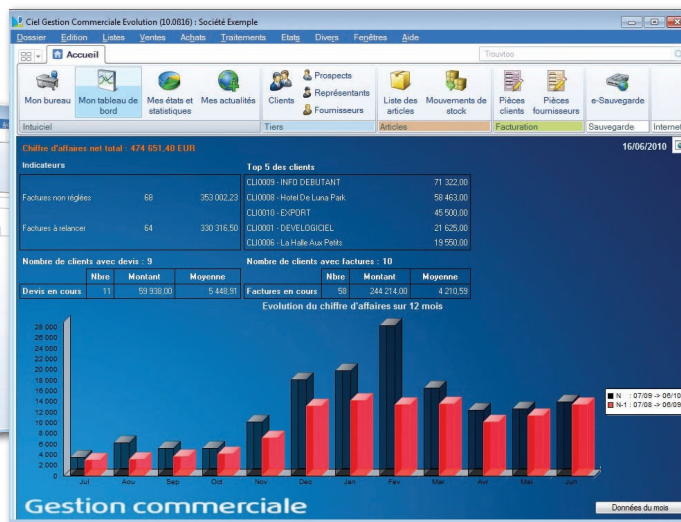 Ciel Gestion Commerciale Evolution (10.0816) : Société Exemple
Dossier Edition Listes Ventes Achats Traitements Etats Divers Fenêtres Aide
Accueil
Trouvtoo
Mon bureau
Mon tableau de bord
Mes états et statistiques
Mes actualités
Clients
Prospects
Représentants
Fournisseurs
Liste des articles
Mouvements de stock
Pièces clients
Pièces fournisseurs
e-Sauvegarde
Intuiciel Tiers Articles Facturation Sauvegarde Internet
Chiffre d'affaires net total : 474 651,40 EUR
16/06/2010
Indicateurs
Factures non réglées 68 353 002,23
Factures à relancer 64 330 316,50
Top 5 des clients
CLI0009 - INFO DEBUTANT 71 322,00
CLI0008 - Hotel De Luna Park 58 463,00
CLI0010 - EXPORT 45 500,00
CLI0001 - DEVELOGICIEL 21 625,00
CLI0006 - La Halle Aux Petits 19 550,00
Nombre de clients avec devis : 9
Nbre Montant Moyenne
Devis en cours 11 59 938,00 5 448,91
Nombre de clients avec factures : 10
Nbre Montant Moyenne
Factures en cours 58 244 214,00 4 210,59
Evolution du chiffre d'affaires sur 12 mois
28 000
26 000
24 000
22 000
20 000
18 000
16 000
14 000
12 000
10 000
8 000
6 000
4 000
2 000
0
Jul Aou Sep Oct Nov Dec Jan Fev Mar Avr Mai Jun
N : 07/09 -> 06/10
N-1 : 07/08 -> 06/09
Gestion commerciale
Données du mois